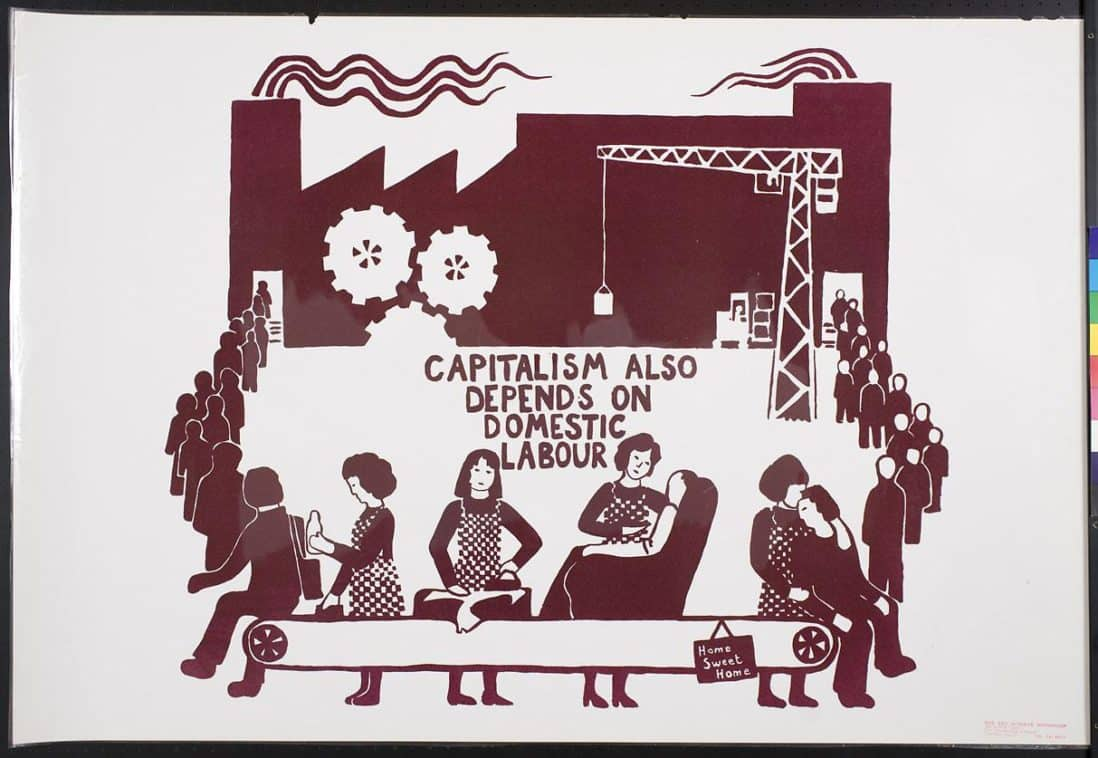 CAPITALISM ALSO
DEPENDS ON
DOMESTIC
LABOUR
Home
Sweet
Home